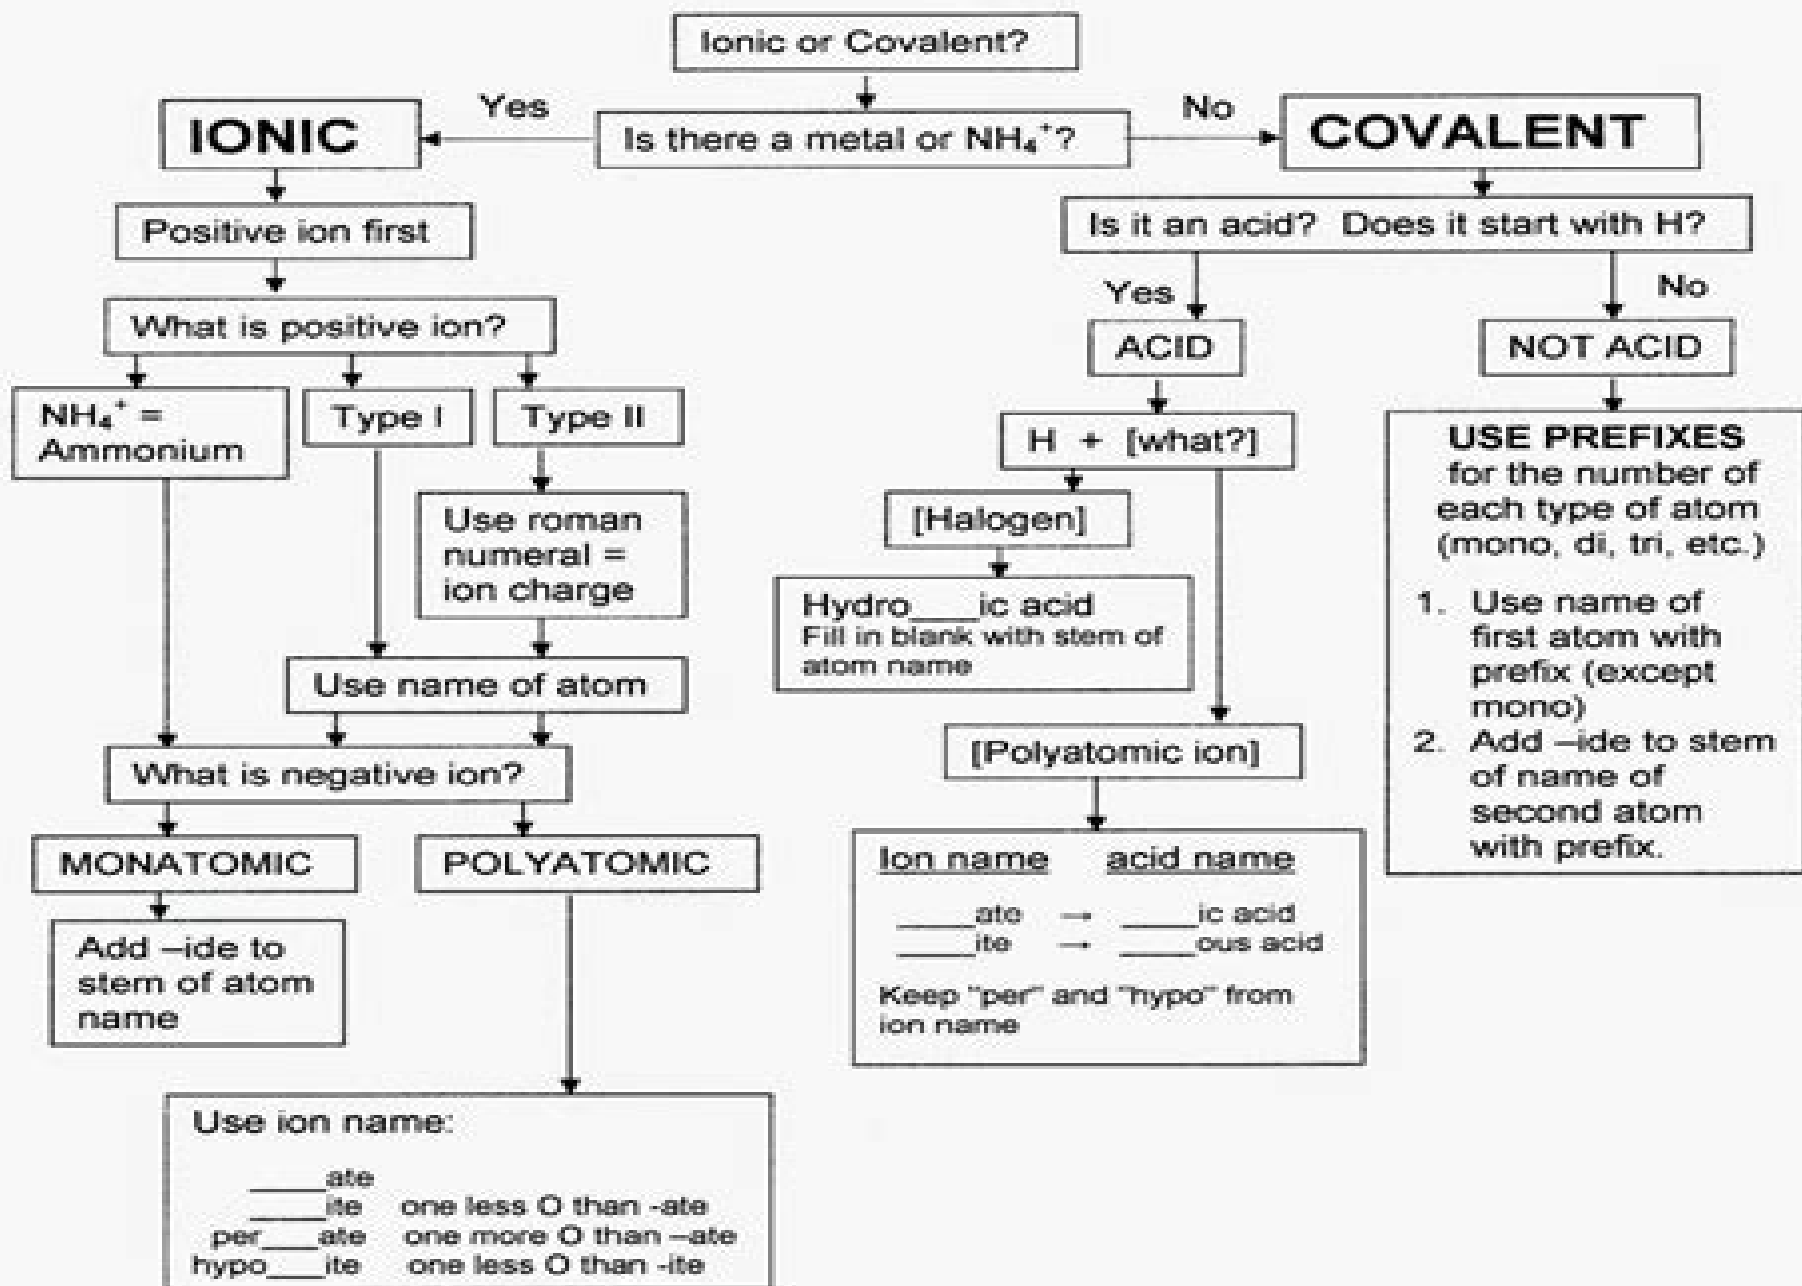 Ionic or Covalent?
Yes
No
IONIC
Is there a metal or NH₄⁺?
COVALENT
Positive ion first
Is it an acid? Does it start with H?
Yes
No
What is positive ion?
ACID
NOT ACID
NH₄⁺ =
Ammonium
Type I
Type II
H + [what?]
USE PREFIXES
for the number of
each type of atom
(mono, di, tri, etc.)
1. Use name of
first atom with
prefix (except
mono)
2. Add –ide to stem
of name of
second atom
with prefix.
Use roman
numeral =
ion charge
[Halogen]
Hydro___ic acid
Fill in blank with stem of
atom name
Use name of atom
[Polyatomic ion]
What is negative ion?
MONATOMIC
POLYATOMIC
Ion name acid name
____ate → ____ic acid
____ite → ____ous acid
Keep "per" and "hypo" from
ion name
Add –ide to
stem of atom
name
Use ion name:
____ate
____ite one less O than -ate
per___ate one more O than –ate
hypo___ite one less O than -ite